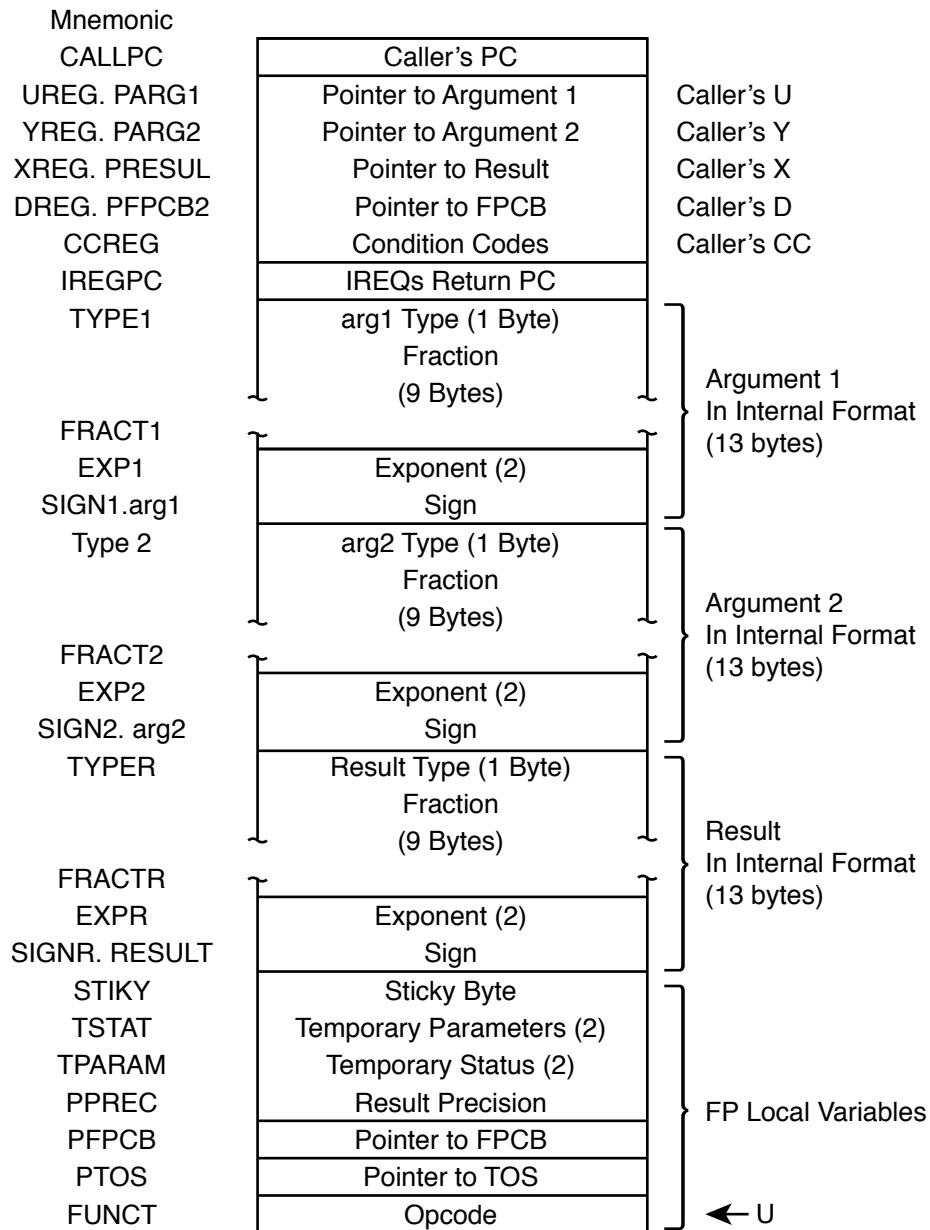 Mnemonic
CALLPC Caller's PC
UREG. PARG1 Pointer to Argument 1 Caller's U
YREG. PARG2 Pointer to Argument 2 Caller's Y
XREG. PRESUL Pointer to Result Caller's X
DREG. PFPCB2 Pointer to FPCB Caller's D
CCREG Condition Codes Caller's CC
IREGPC IREQs Return PC
TYPE1 arg1 Type (1 Byte)
Fraction
(9 Bytes)
Argument 1
In Internal Format
(13 bytes)
FRACT1
EXP1 Exponent (2)
SIGN1.arg1 Sign
Type 2 arg2 Type (1 Byte)
Fraction
(9 Bytes)
Argument 2
In Internal Format
(13 bytes)
FRACT2
EXP2 Exponent (2)
SIGN2. arg2 Sign
TYPER Result Type (1 Byte)
Fraction
(9 Bytes)
Result
In Internal Format
(13 bytes)
FRACTR
EXPR Exponent (2)
SIGNR. RESULT Sign
STIKY Sticky Byte
TSTAT Temporary Parameters (2)
TPARAM Temporary Status (2)
PPREC Result Precision
FP Local Variables
PFPCB Pointer to FPCB
PTOS Pointer to TOS
FUNCT Opcode U